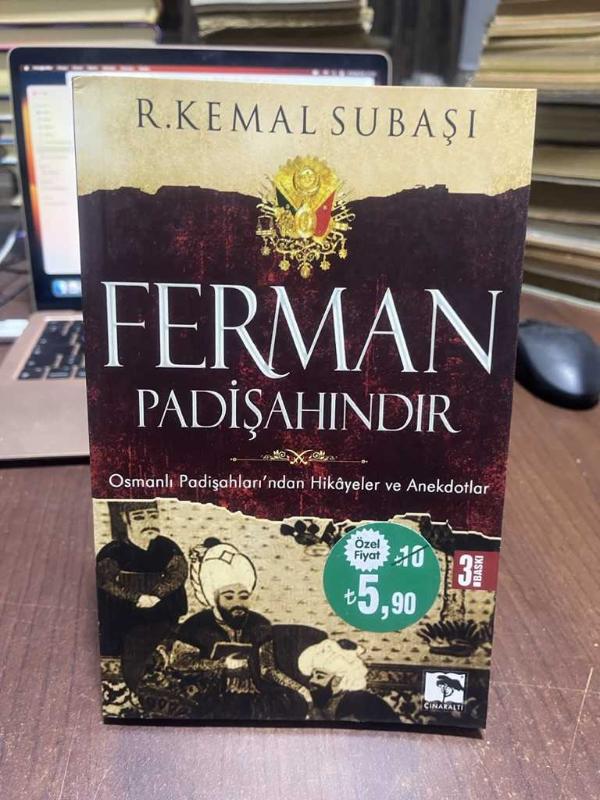 R.KEMAL SUBAŞI
FERMAN
PADİŞAHINDIR
Osmanlı Padişahları'ndan Hikâyeler ve Anekdotlar
Özel
Fiyat
₺10
₺5,90
3.BASKI
ÇINARALTI